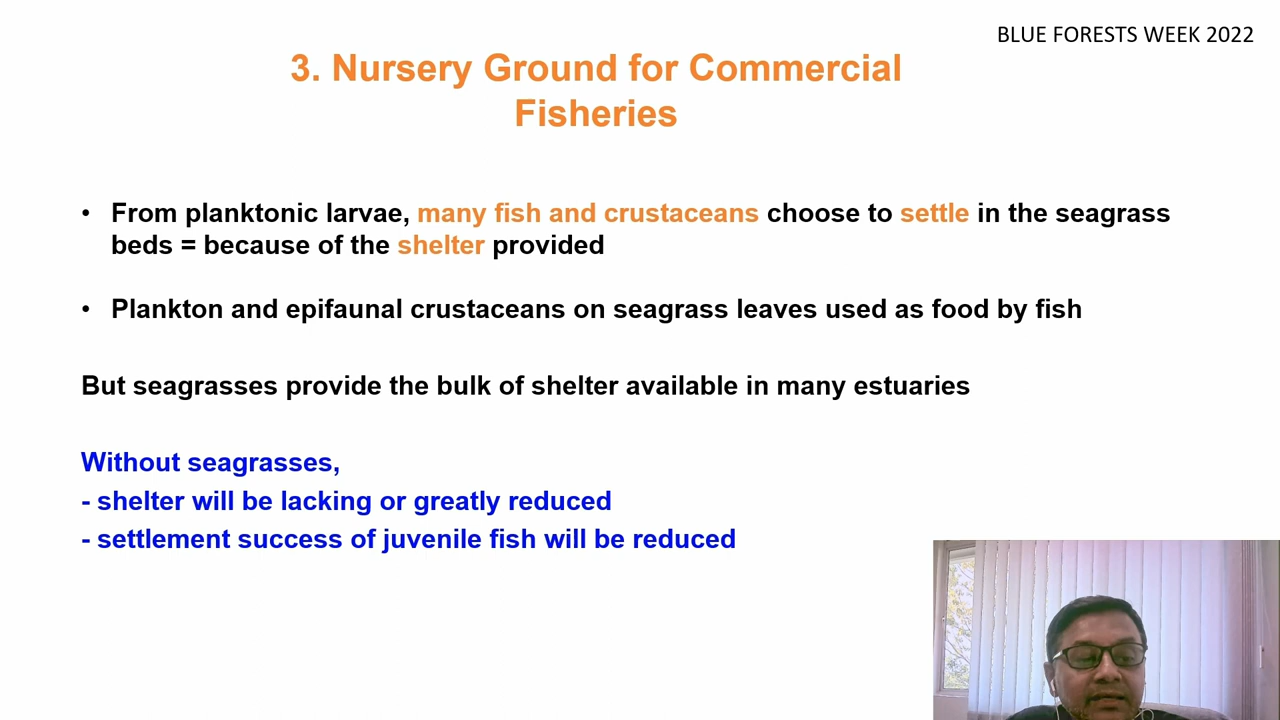 BLUE FORESTS WEEK 2022
3. Nursery Ground for Commercial
Fisheries
• From planktonic larvae, many fish and crustaceans choose to settle in the seagrass
beds = because of the shelter provided
• Plankton and epifaunal crustaceans on seagrass leaves used as food by fish
But seagrasses provide the bulk of shelter available in many estuaries
Without seagrasses,
- shelter will be lacking or greatly reduced
- settlement success of juvenile fish will be reduced